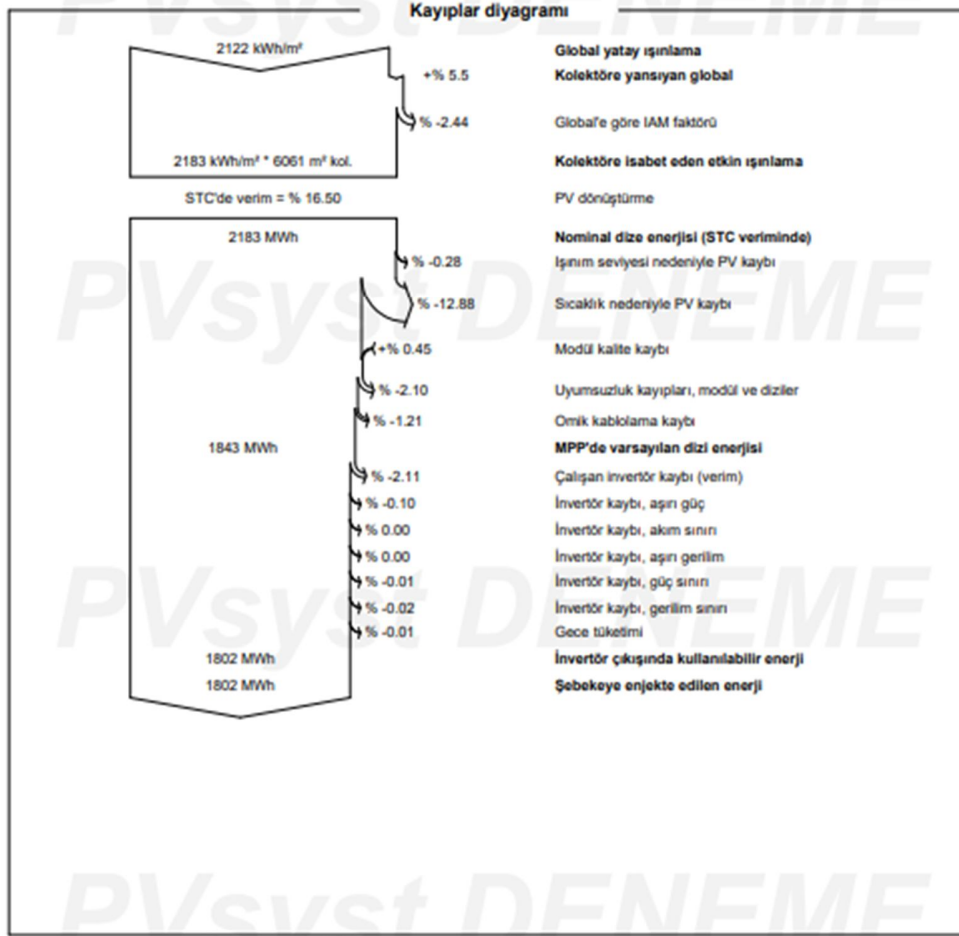 Kayıplar diyagramı
2122 kWh/m² Global yatay ışınlama
+% 5.5 Kolektöre yansıyan global
% -2.44 Global'e göre IAM faktörü
2183 kWh/m² * 6061 m² kol. Kolektöre isabet eden etkin ışınlama
STC'de verim = % 16.50 PV dönüştürme
2183 MWh Nominal dize enerjisi (STC veriminde)
% -0.28 Işınım seviyesi nedeniyle PV kaybı
% -12.88 Sıcaklık nedeniyle PV kaybı
+% 0.45 Modül kalite kaybı
% -2.10 Uyumsuzluk kayıpları, modül ve diziler
% -1.21 Omik kablolama kaybı
1843 MWh MPP'de varsayılan dizi enerjisi
% -2.11 Çalışan invertör kaybı (verim)
% -0.10 İnvertör kaybı, aşırı güç
% 0.00 İnvertör kaybı, akım sınırı
% 0.00 İnvertör kaybı, aşırı gerilim
% -0.01 İnvertör kaybı, güç sınırı
% -0.02 İnvertör kaybı, gerilim sınırı
% -0.01 Gece tüketimi
1802 MWh İnvertör çıkışında kullanılabilir enerji
1802 MWh Şebekeye enjekte edilen enerji
PVsyst DENEME
PVsyst DENEME
PVsyst DENEME
PVsyst DENEME